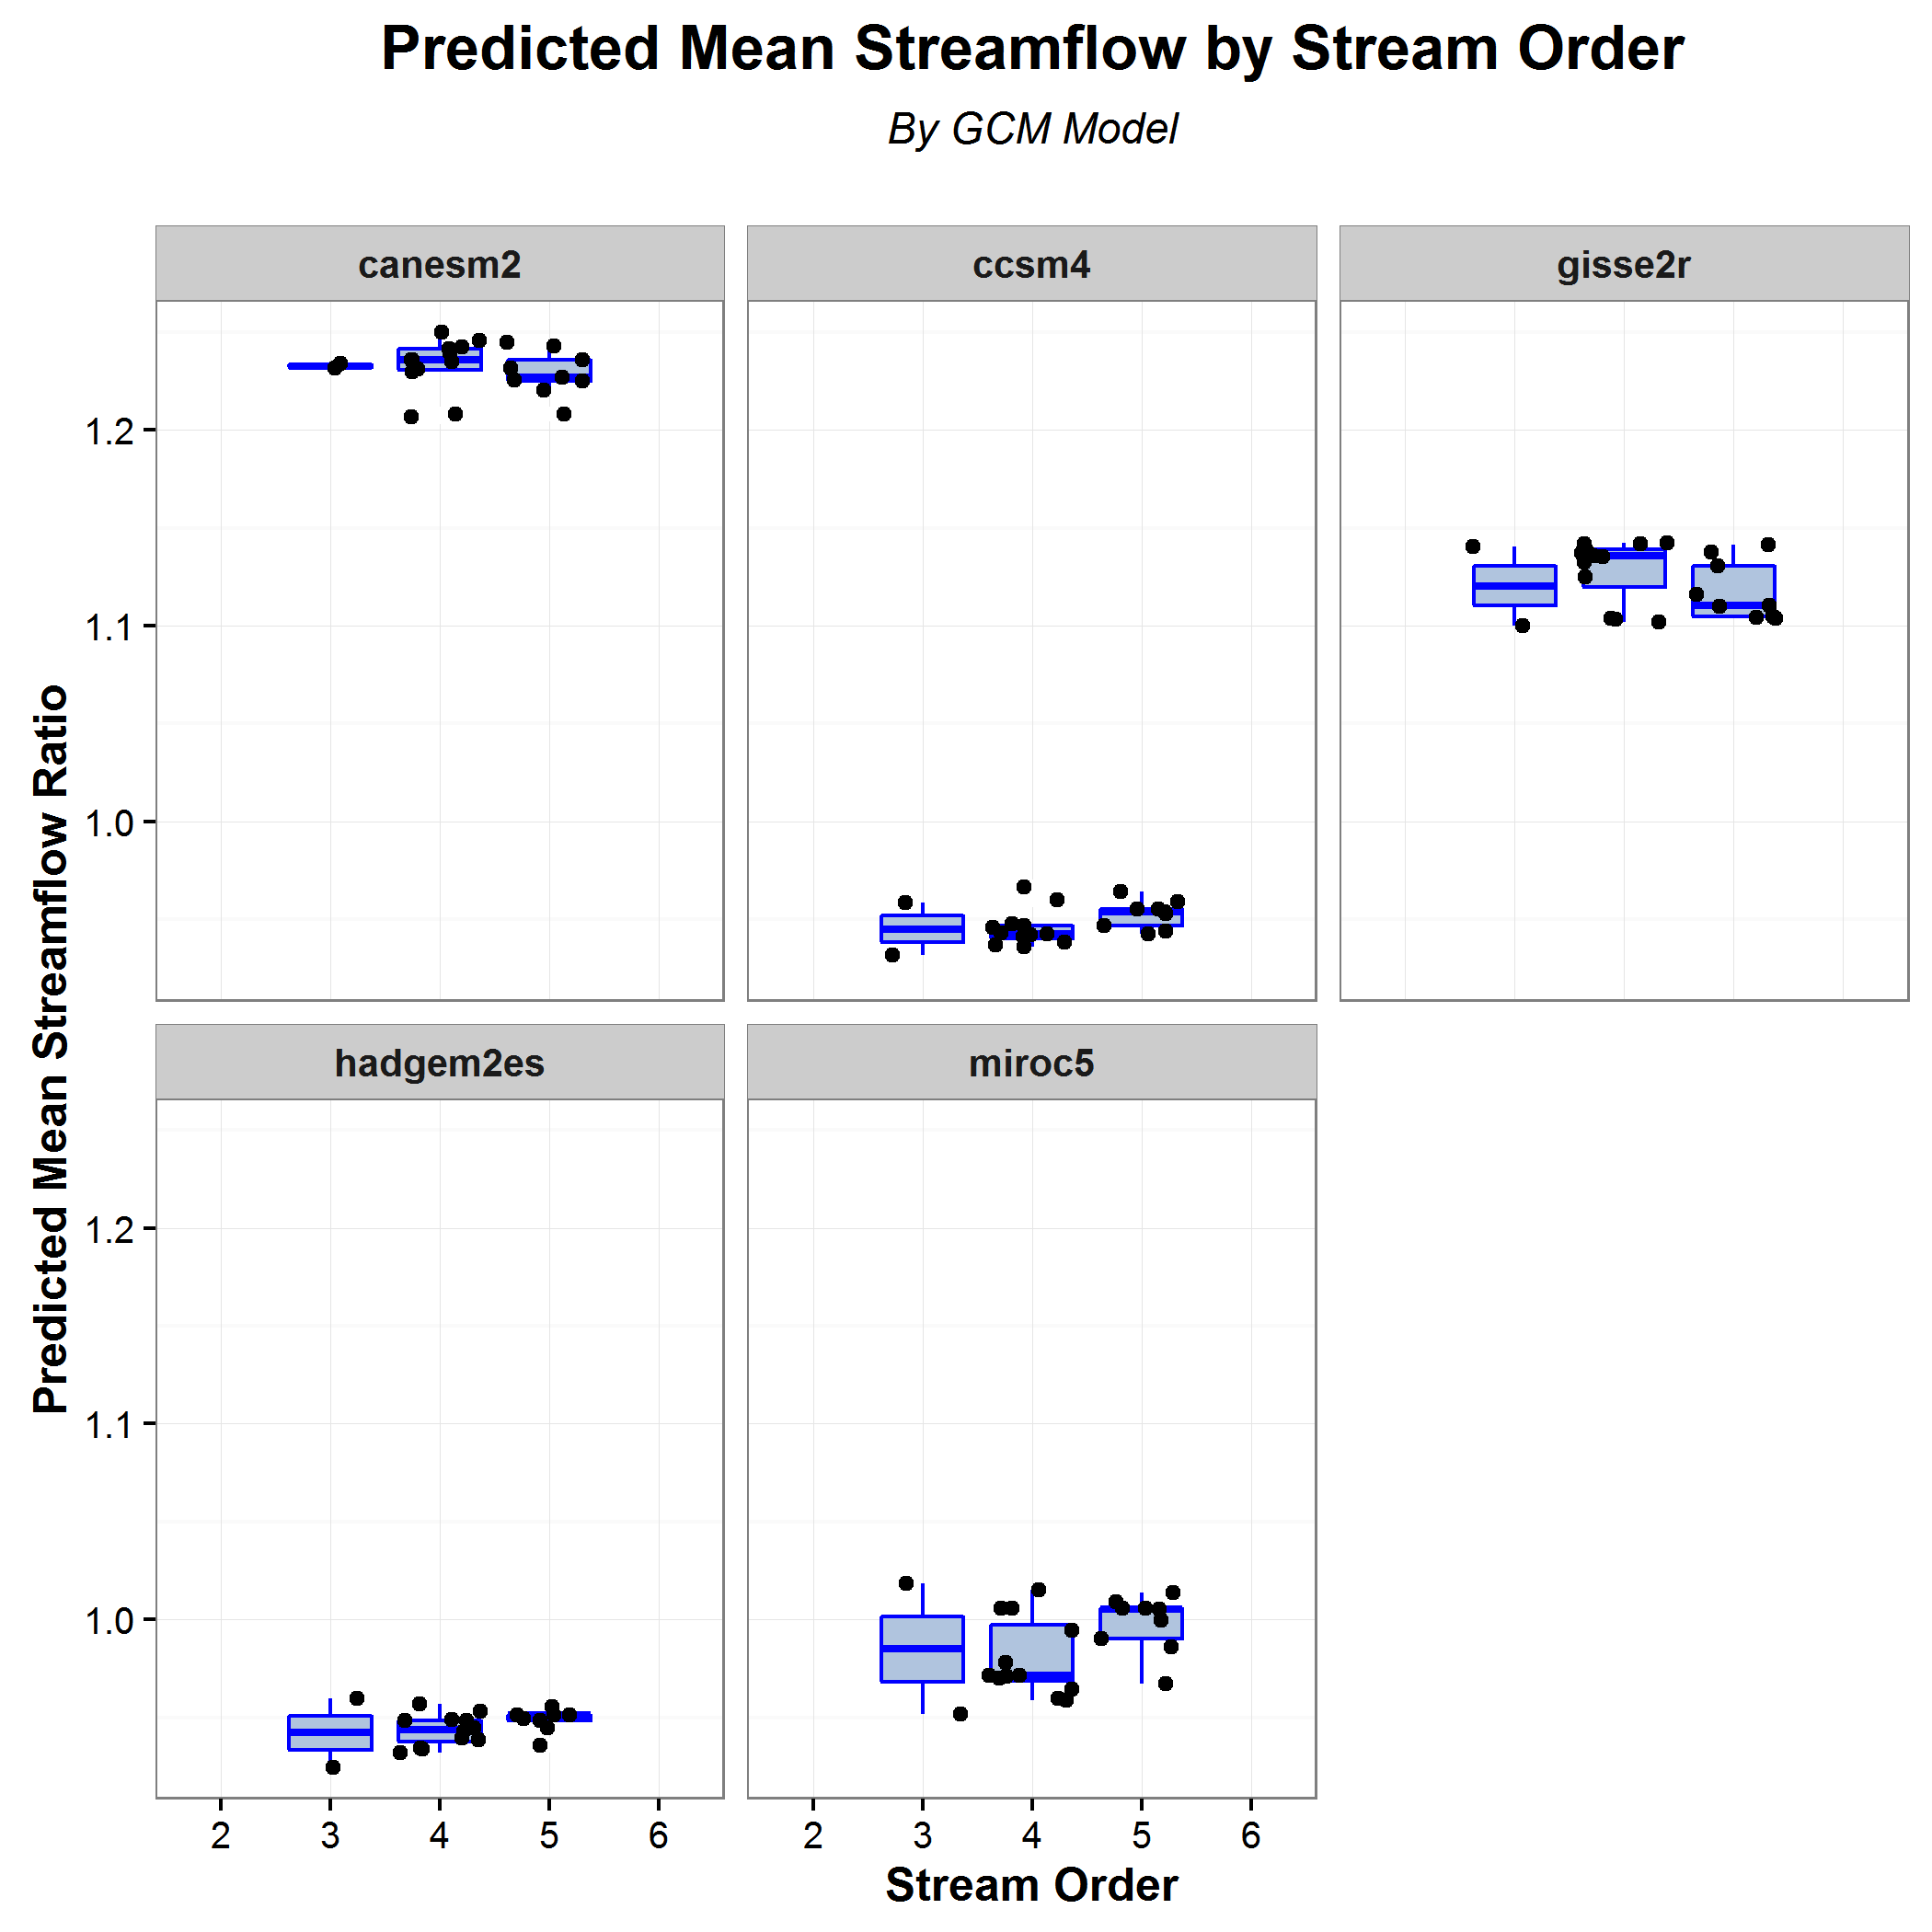 Predicted Mean Streamflow by Stream Order
By GCM Model
canesm2
ccsm4
gisse2r
1.2
1.1
1.0
hadgem2es
miroc5
1.2
1.1
1.0
Predicted Mean Streamflow Ratio
2 3 4 5 6
2 3 4 5 6
Stream Order